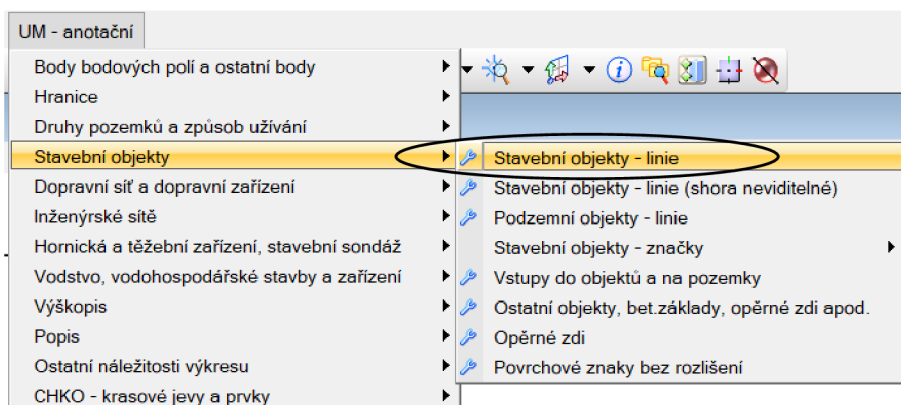 UM - anotační
Body bodových polí a ostatní body
Hranice
Druhy pozemků a způsob užívání
Stavební objekty
Dopravní síť a dopravní zařízení
Inženýrské sítě
Hornická a těžební zařízení, stavební sondáž
Vodstvo, vodohospodářské stavby a zařízení
Výškopis
Popis
Ostatní náležitosti výkresu
CHKO - krasové jevy a prvky
Stavební objekty - linie
Stavební objekty - linie (shora neviditelné)
Podzemní objekty - linie
Stavební objekty - značky
Vstupy do objektů a na pozemky
Ostatní objekty, bet.základy, opěrné zdi apod.
Opěrné zdi
Povrchové znaky bez rozlišení